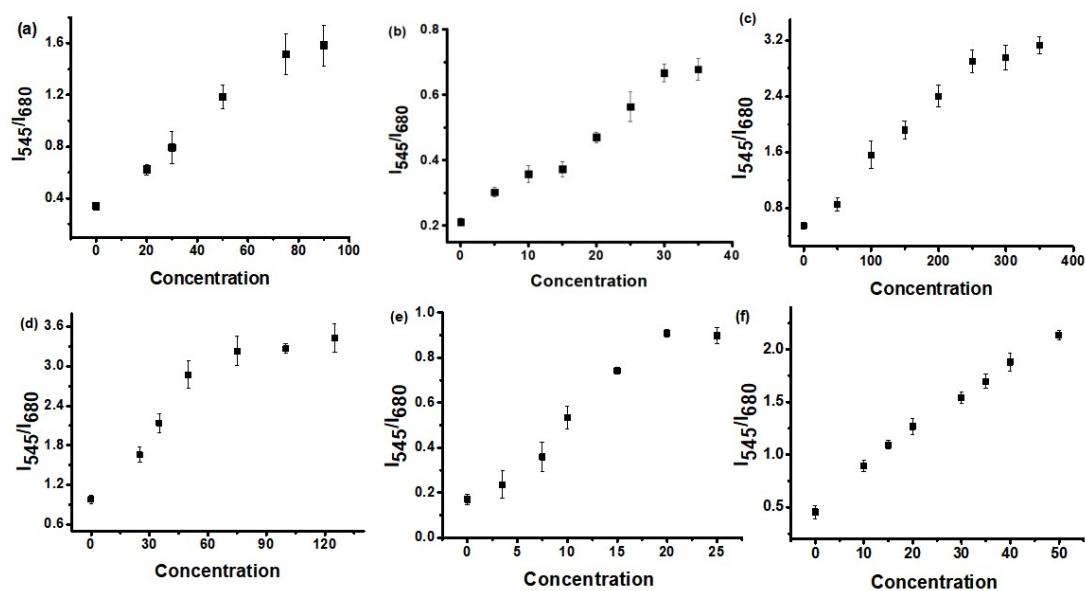 (a)
1.6
1.2
0.8
0.4
I545/I680
0 20 40 60 80 100
Concentration
(b)
0.8
0.6
0.4
0.2
I545/I680
0 10 20 30 40
Concentration
(c)
3.2
2.4
1.6
0.8
I545/I680
0 100 200 300 400
Concentration
(d)
3.6
3.0
2.4
1.8
1.2
0.6
I545/I680
0 30 60 90 120
Concentration
(e)
1.0
0.8
0.6
0.4
0.2
0.0
I545/I680
0 5 10 15 20 25
Concentration
(f)
2.0
1.5
1.0
0.5
I545/I680
0 10 20 30 40 50
Concentration